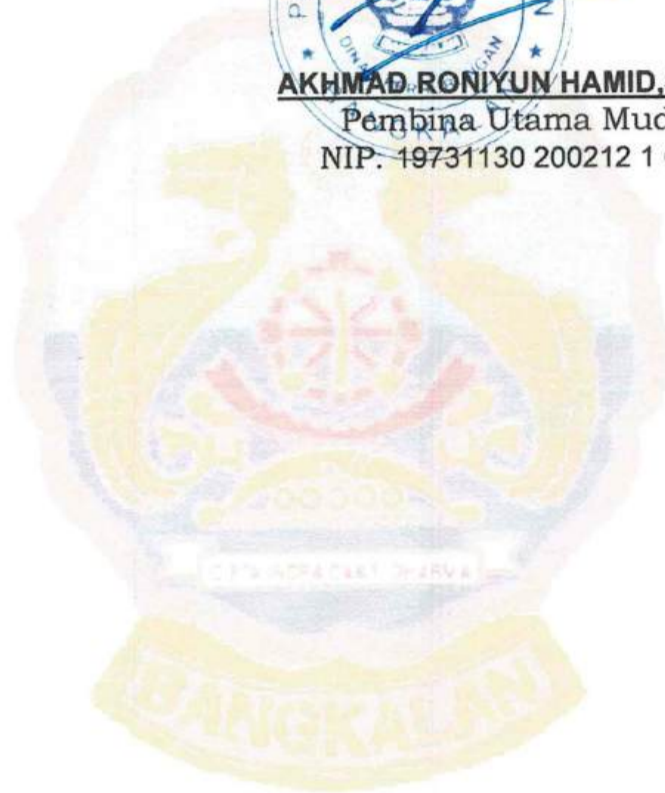 AKHMAD RONIYUN HAMID,
Pembina Utama Mud
NIP. 19731130 200212 1
BANGKALAN